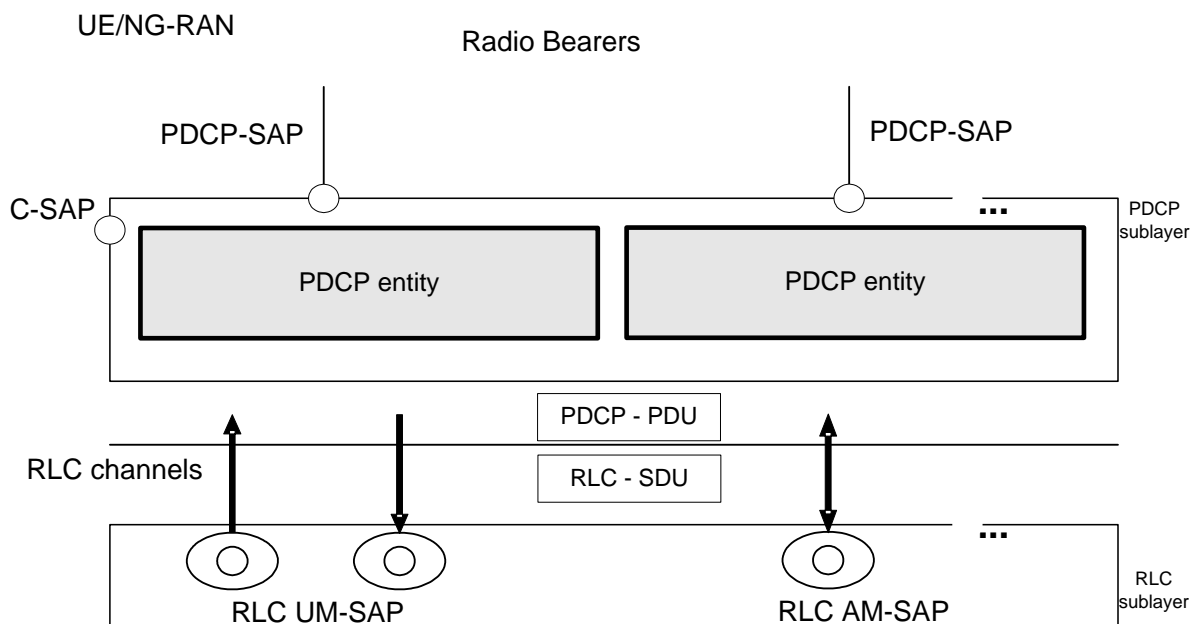 UE/NG-RAN
Radio Bearers
PDCP-SAP
PDCP-SAP
C-SAP
...
PDCP
sublayer
PDCP entity
PDCP entity
PDCP - PDU
RLC channels
RLC - SDU
...
RLC UM-SAP
RLC AM-SAP
RLC
sublayer